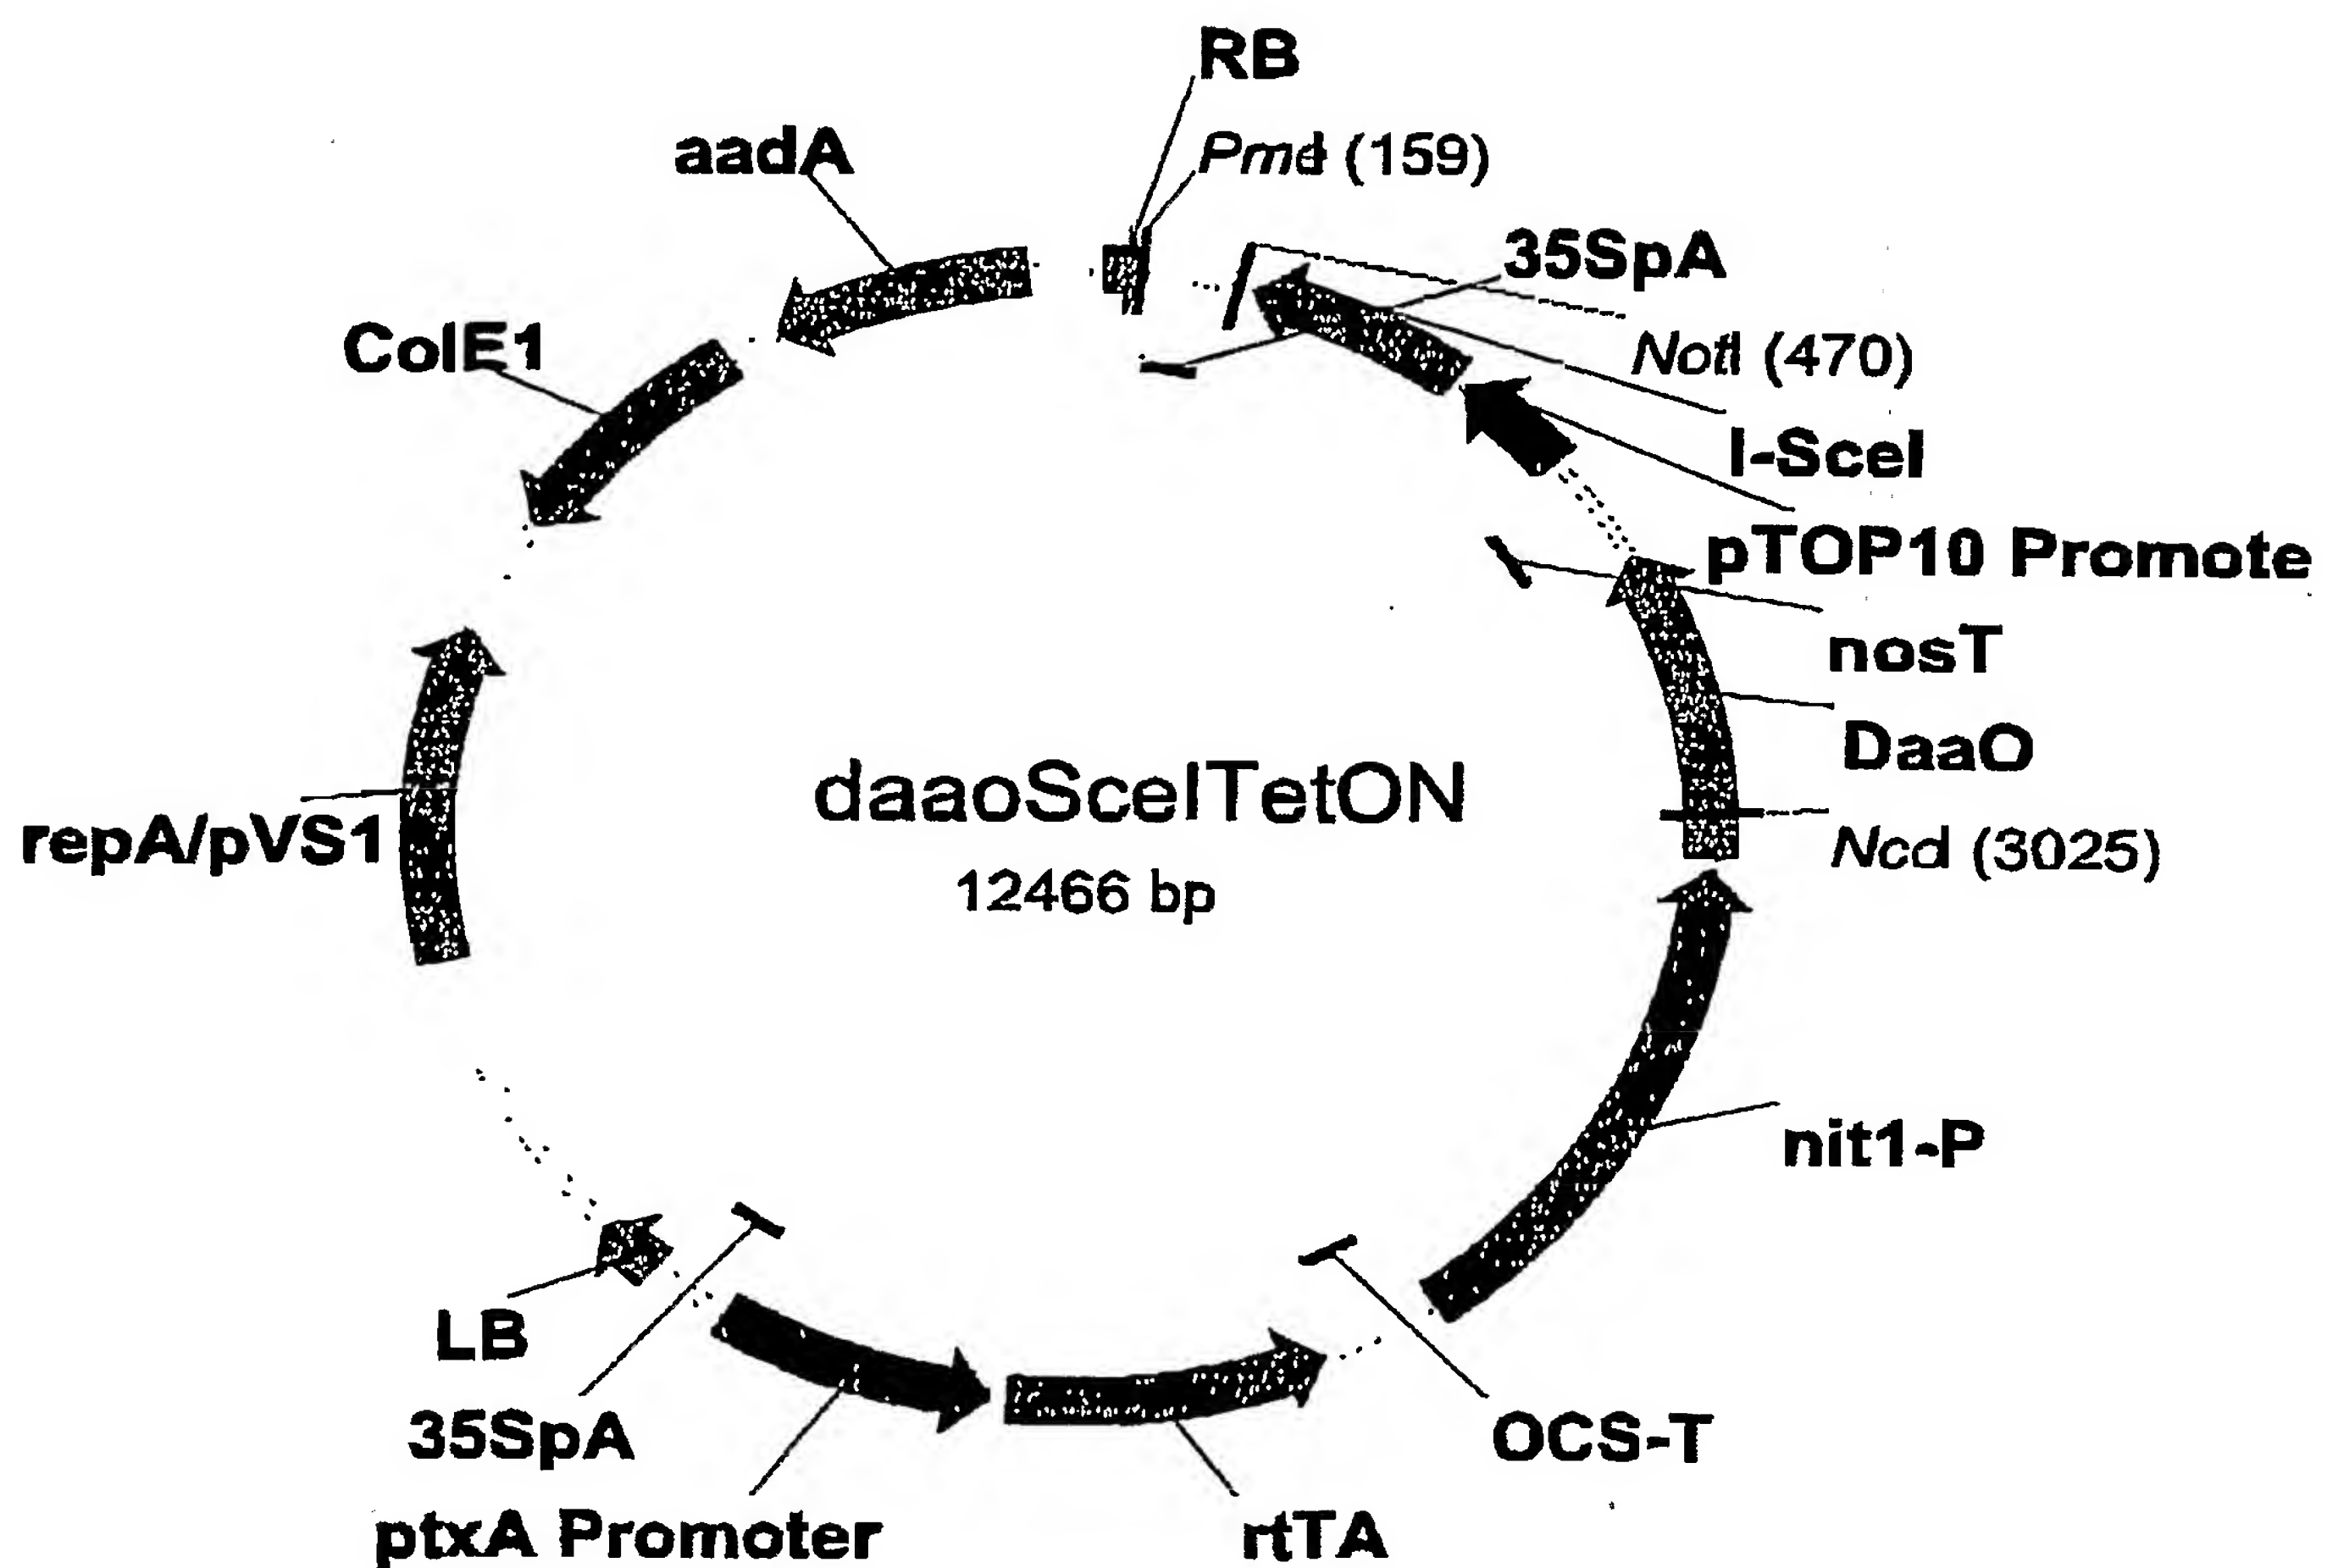 RB
aadA
PmeI (159)
35SpA
ColE1
NotI (470)
I-SceI
pTOP10 Promote
nosT
DaaO
daaoSceITetON
repA/pVS1
NcoI (3025)
12466 bp
nit1-P
LB
35SpA
OCS-T
ptxA Promoter
rtTA